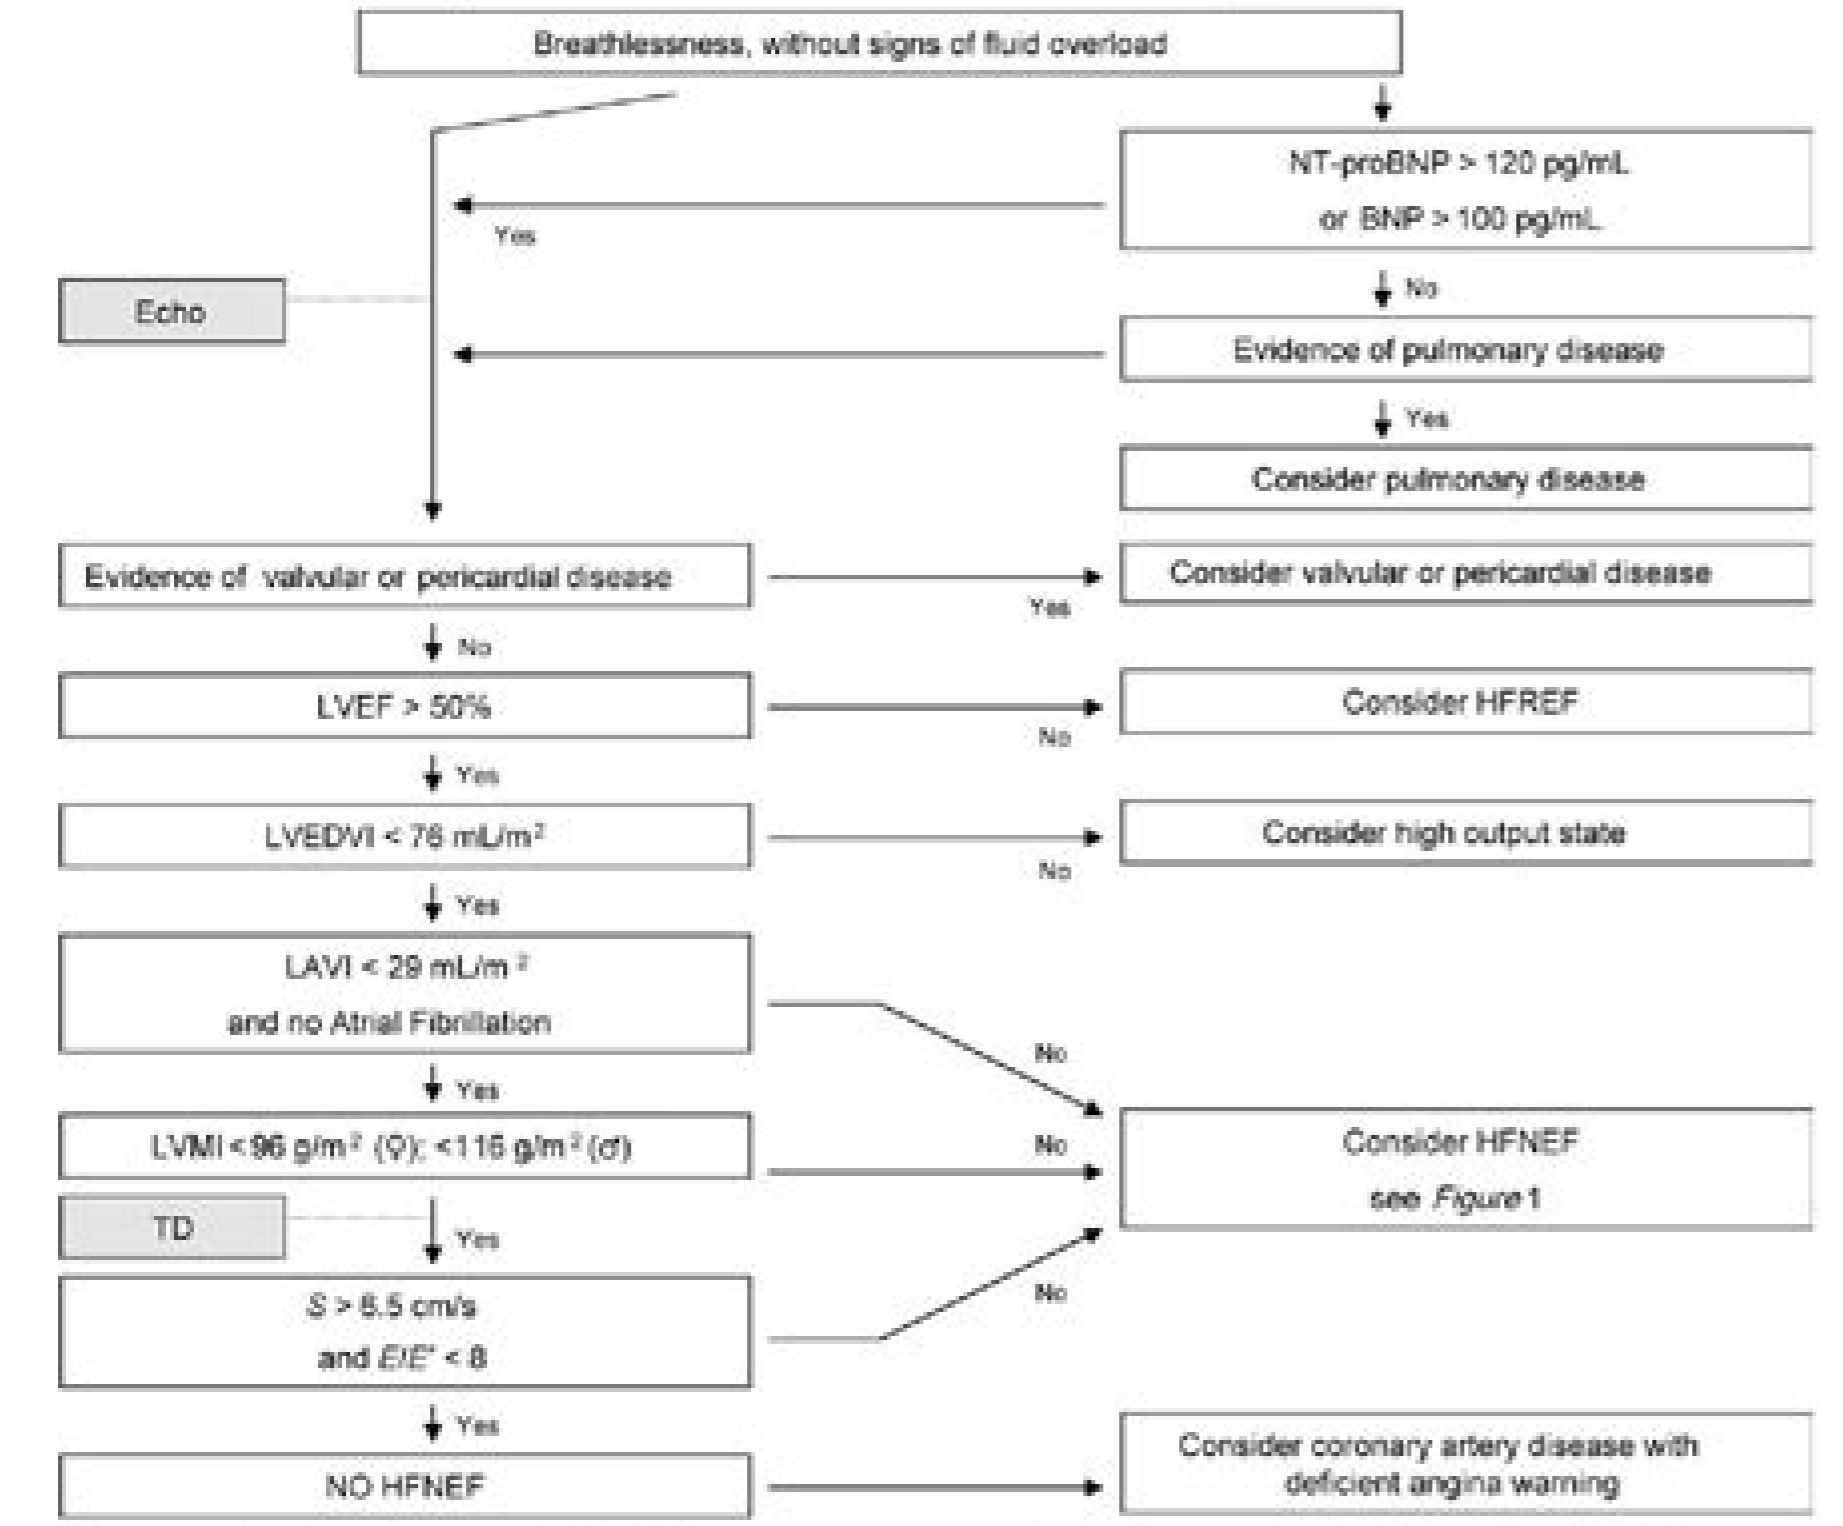 Breathlessness, without signs of fluid overload
NT-proBNP > 120 pg/mL
or BNP > 100 pg/mL
Yes
No
Echo
Evidence of pulmonary disease
Yes
Consider pulmonary disease
Evidence of valvular or pericardial disease
Yes
Consider valvular or pericardial disease
No
LVEF > 50%
No
Consider HFREF
Yes
LVEDVI < 76 mL/m²
No
Consider high output state
Yes
LAVI < 29 mL/m²
and no Atrial Fibrillation
No
Yes
LVMI < 96 g/m² (♀); <116 g/m² (♂)
No
Consider HFNEF
see Figure 1
TD
Yes
S > 6.5 cm/s
and E/E' < 8
No
Yes
NO HFNEF
Consider coronary artery disease with
deficient angina warning